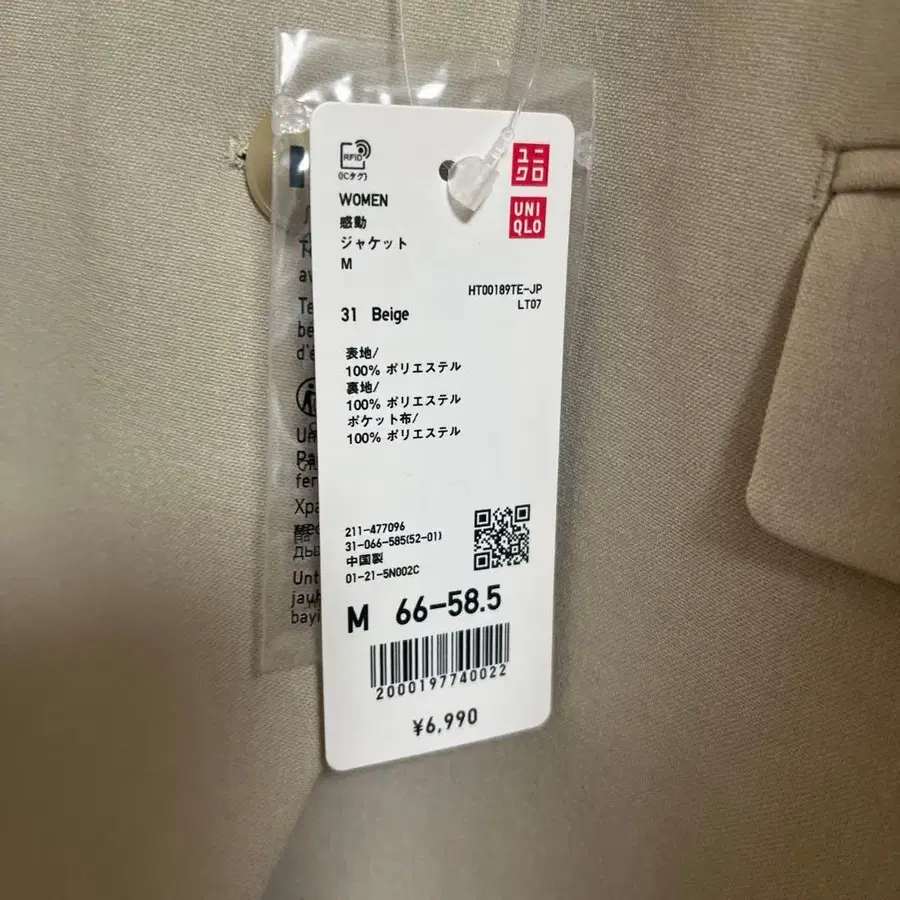 RFID
(ICタグ)
ユニ
クロ
UNI
QLO
WOMEN
感動
ジャケット
M
HT00189TE-JP
LT07
31 Beige
表地/
100% ポリエステル
裏地/
100% ポリエステル
ポケット布/
100% ポリエステル
211-477096
31-066-585(52-01)
中国製
01-21-5N002C
M 66-58.5
2000197740022
¥6,990